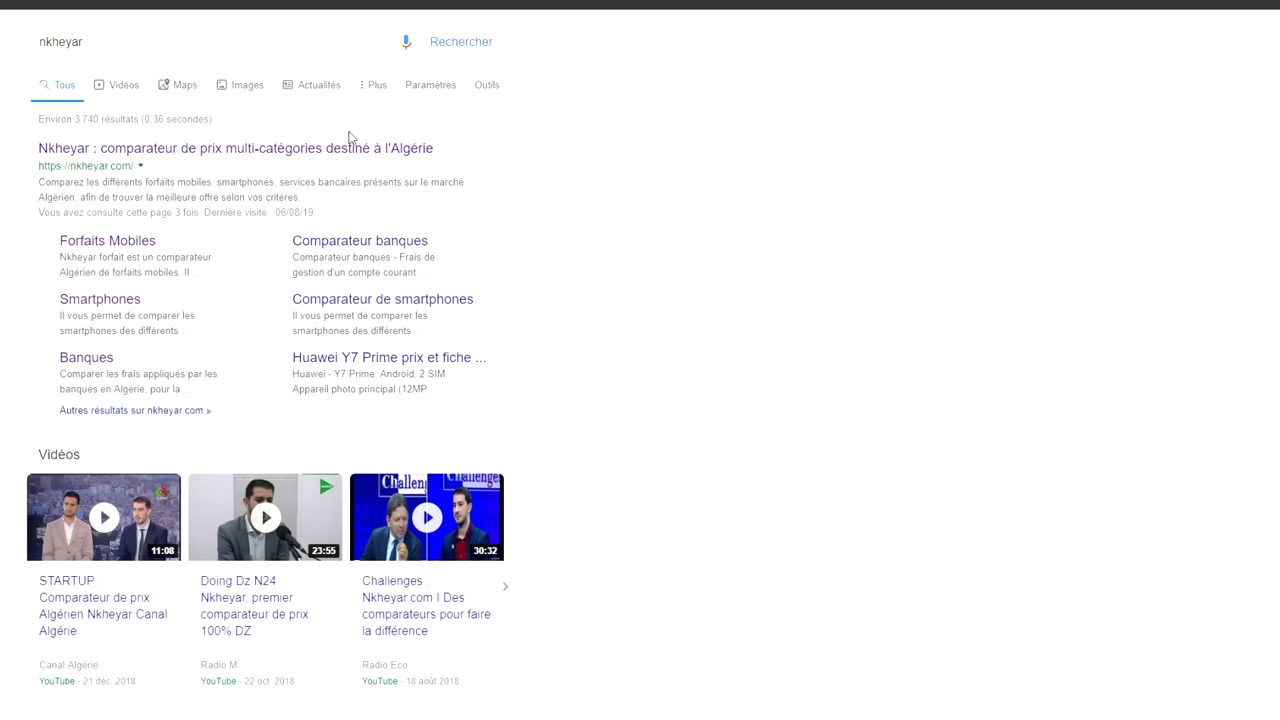 nkheyar
Rechercher
Tous Vidéos Maps Images Actualités Plus Paramètres Outils
Environ 3 740 résultats (0.36 secondes)
Nkheyar : comparateur de prix multi-catégories destiné à l'Algérie
https://nkheyar.com/
Comparez les différents forfaits mobiles, smartphones, services bancaires présents sur le marché
Algérien, afin de trouver la meilleure offre selon vos critères.
Vous avez consulté cette page 3 fois. Dernière visite : 06/08/19
Forfaits Mobiles
Nkheyar forfait est un comparateur
Algérien de forfaits mobiles. Il ...
Comparateur banques
Comparateur banques - Frais de
gestion d'un compte courant ...
Smartphones
Il vous permet de comparer les
smartphones des différents ...
Comparateur de smartphones
Il vous permet de comparer les
smartphones des différents ...
Banques
Comparer les frais appliqués par les
banques en Algérie, pour la ...
Huawei Y7 Prime prix et fiche ...
Huawei - Y7 Prime, Android, 2 SIM,
Appareil photo principal (12MP ...
Autres résultats sur nkheyar.com »
Vidéos
Challenges
Challenges
11:08
23:55
30:32
STARTUP :
Comparateur de prix
Algérien Nkheyar Canal
Algérie
Canal Algérie
YouTube - 21 déc. 2018
Doing Dz N24 :
Nkheyar, premier
comparateur de prix
100% DZ
Radio M
YouTube - 22 oct. 2018
Challenges :
Nkheyar.com I Des
comparateurs pour faire
la différence
Radio Eco
YouTube - 18 août 2018